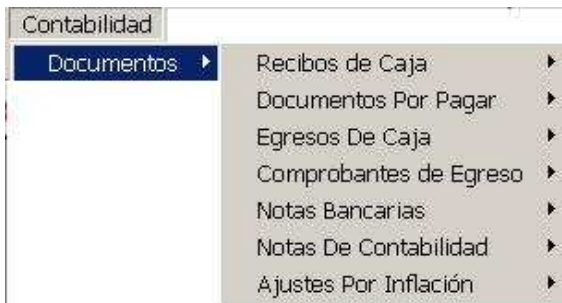 Contabilidad
Documentos
Recibos de Caja
Documentos Por Pagar
Egresos De Caja
Comprobantes de Egreso
Notas Bancarias
Notas De Contabilidad
Ajustes Por Inflación